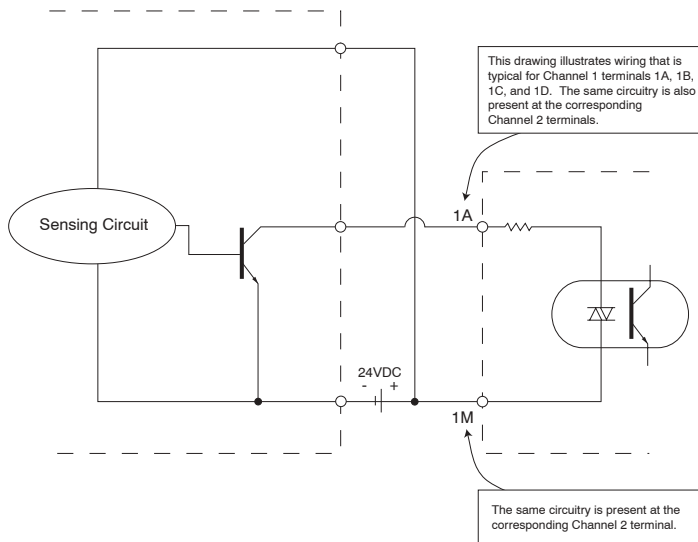 This drawing illustrates wiring that is
typical for Channel 1 terminals 1A, 1B,
1C, and 1D. The same circuitry is also
present at the corresponding
Channel 2 terminals.
1A
Sensing Circuit
24VDC
- +
1M
The same circuitry is present at the
corresponding Channel 2 terminal.